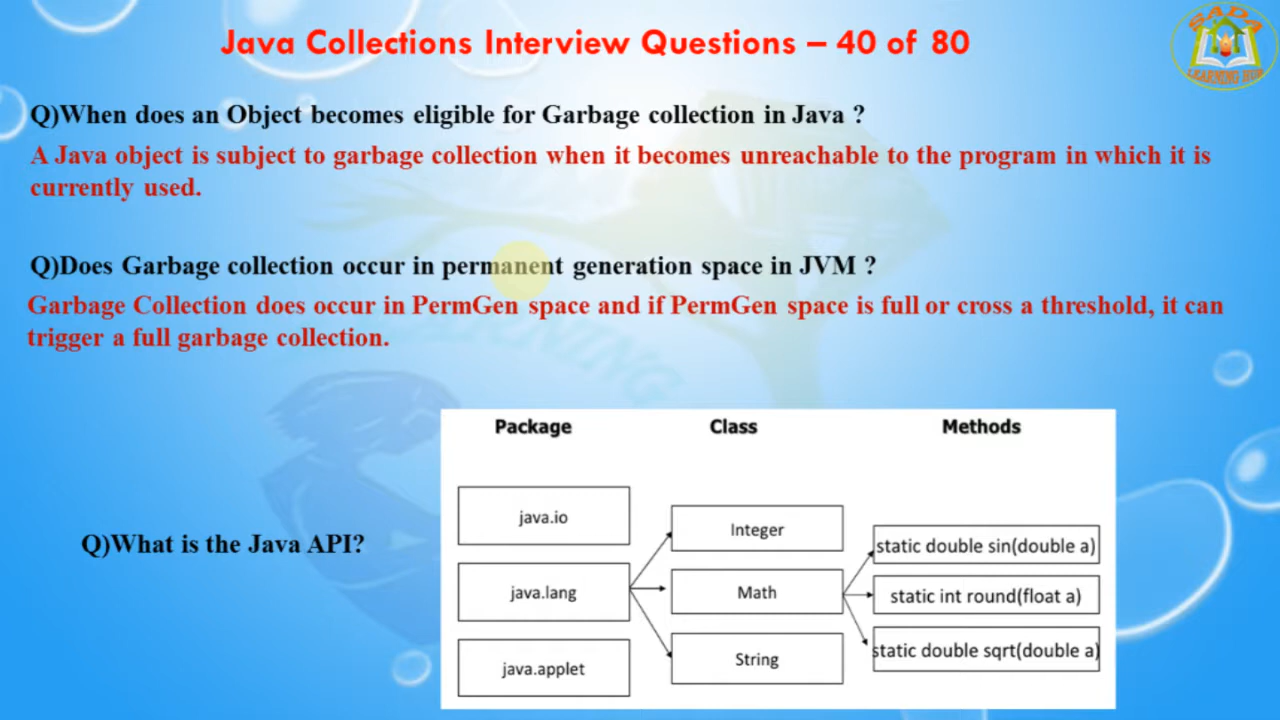 Java Collections Interview Questions – 40 of 80
SADA
LEARNING HUB
Q)When does an Object becomes eligible for Garbage collection in Java ?
A Java object is subject to garbage collection when it becomes unreachable to the program in which it is
currently used.
Q)Does Garbage collection occur in permanent generation space in JVM ?
Garbage Collection does occur in PermGen space and if PermGen space is full or cross a threshold, it can
trigger a full garbage collection.
Q)What is the Java API?
Package Class Methods
java.io
java.lang
java.applet
Integer
Math
String
static double sin(double a)
static int round(float a)
static double sqrt(double a)